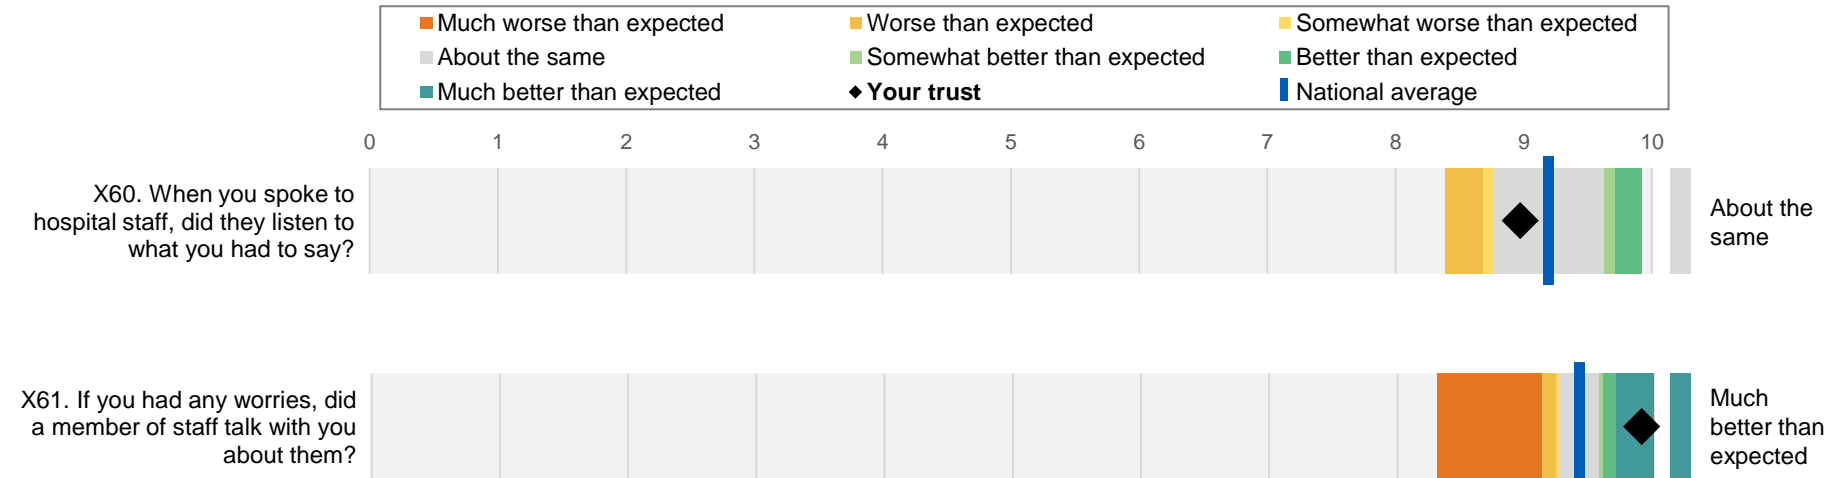 Much worse than expected
Worse than expected
Somewhat worse than expected
About the same
Somewhat better than expected
Better than expected
Much better than expected
Your trust
National average
0 1 2 3 4 5 6 7 8 9 10
X60. When you spoke to
hospital staff, did they listen to
what you had to say?
About the
same
X61. If you had any worries, did
a member of staff talk with you
about them?
Much
better than
expected